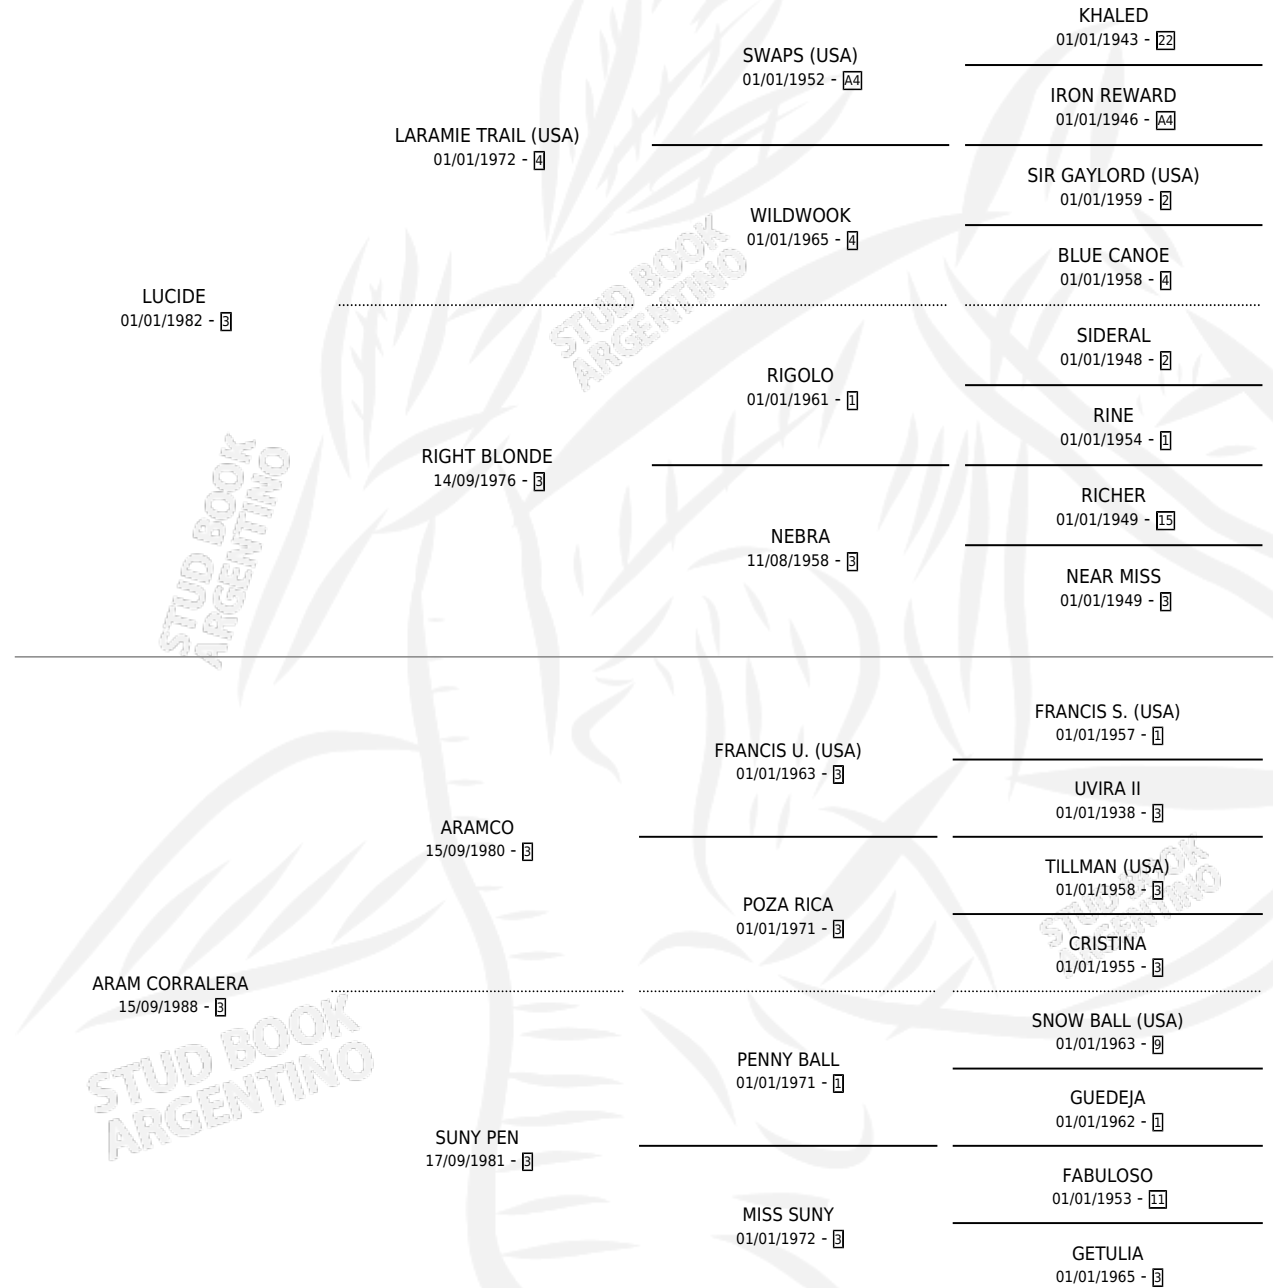 KHALED
01/01/1943 - 22
SWAPS (USA)
01/01/1952 - A4
IRON REWARD
01/01/1946 - A4
LARAMIE TRAIL (USA)
01/01/1972 - 4
SIR GAYLORD (USA)
01/01/1959 - 2
WILDWOOK
01/01/1965 - 4
BLUE CANOE
01/01/1958 - 4
LUCIDE
01/01/1982 - 3
SIDERAL
01/01/1948 - 2
RIGOLO
01/01/1961 - 1
RINE
01/01/1954 - 1
RIGHT BLONDE
14/09/1976 - 3
RICHER
01/01/1949 - 15
NEBRA
11/08/1958 - 3
NEAR MISS
01/01/1949 - 3
STUD BOOK
ARGENTINO
STUD BOOK
ARGENTINO
FRANCIS S. (USA)
01/01/1957 - 1
FRANCIS U. (USA)
01/01/1963 - 3
UVIRA II
01/01/1938 - 3
ARAMCO
15/09/1980 - 3
TILLMAN (USA)
01/01/1958 - 3
POZA RICA
01/01/1971 - 3
CRISTINA
01/01/1955 - 3
ARAM CORRALERA
15/09/1988 - 3
SNOW BALL (USA)
01/01/1963 - 9
PENNY BALL
01/01/1971 - 1
GUEDEJA
01/01/1962 - 1
SUNY PEN
17/09/1981 - 3
FABULOSO
01/01/1953 - 11
MISS SUNY
01/01/1972 - 3
GETULIA
01/01/1965 - 3
STUD BOOK
ARGENTINO
STUD BOOK
ARGENTINO